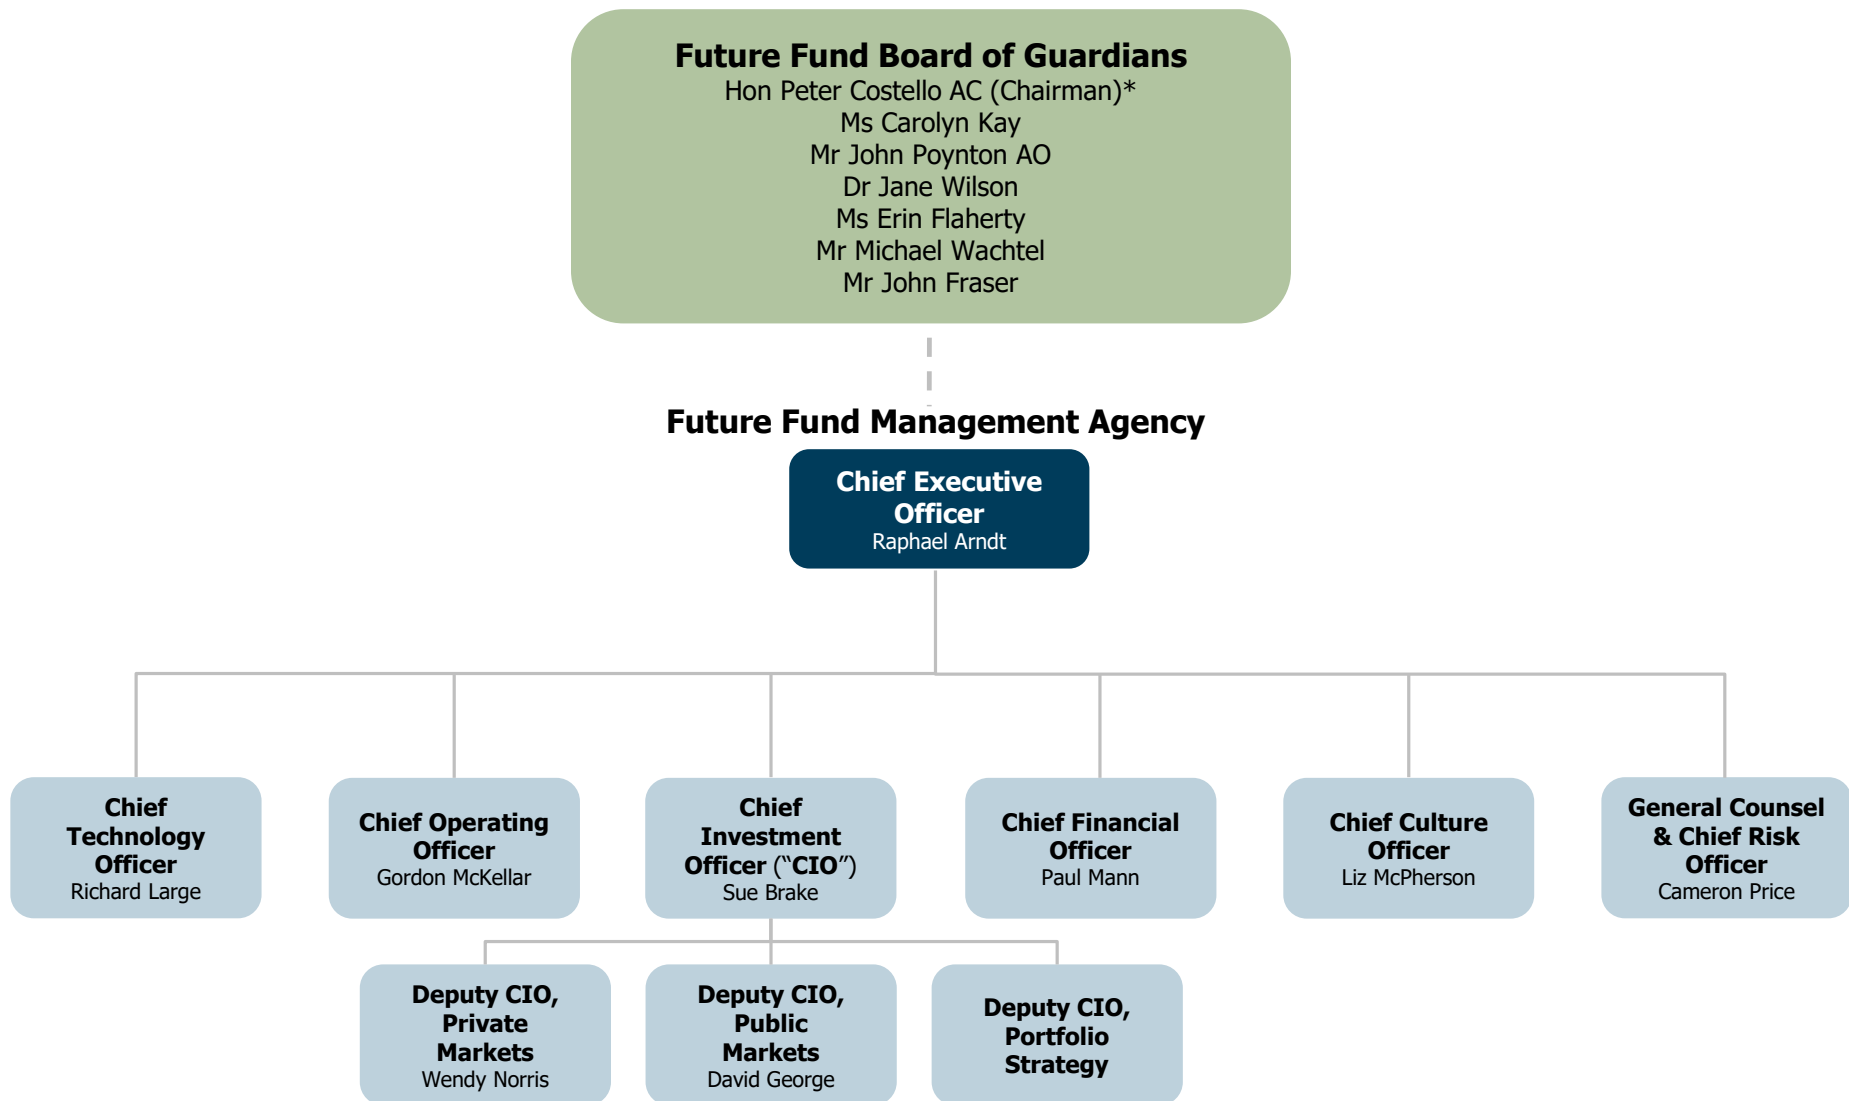 Future Fund Board of Guardians
Hon Peter Costello AC (Chairman)*
Ms Carolyn Kay
Mr John Poynton AO
Dr Jane Wilson
Ms Erin Flaherty
Mr Michael Wachtel
Mr John Fraser
Future Fund Management Agency
Chief Executive
Officer
Raphael Arndt
Chief
Technology
Officer
Richard Large
Chief Operating
Officer
Gordon McKellar
Chief
Investment
Officer (“CIO”)
Sue Brake
Chief Financial
Officer
Paul Mann
Chief Culture
Officer
Liz McPherson
General Counsel
& Chief Risk
Officer
Cameron Price
Deputy CIO,
Private
Markets
Wendy Norris
Deputy CIO,
Public
Markets
David George
Deputy CIO,
Portfolio
Strategy